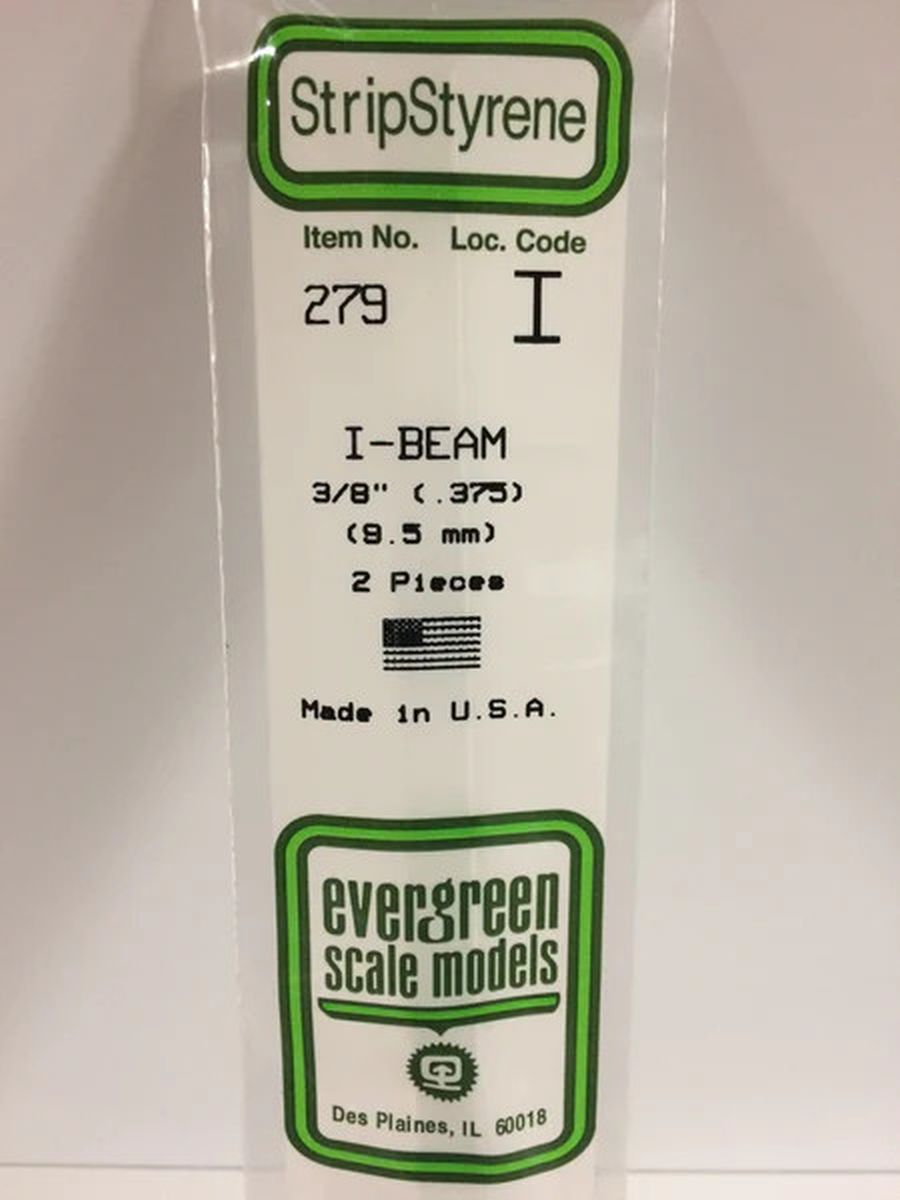 StripStyrene
Item No. Loc. Code
279 I
I-BEAM
3/8" (.375)
(9.5 mm)
2 Pieces
Made in U.S.A.
evergreen
scale models
Des Plaines, IL 60018